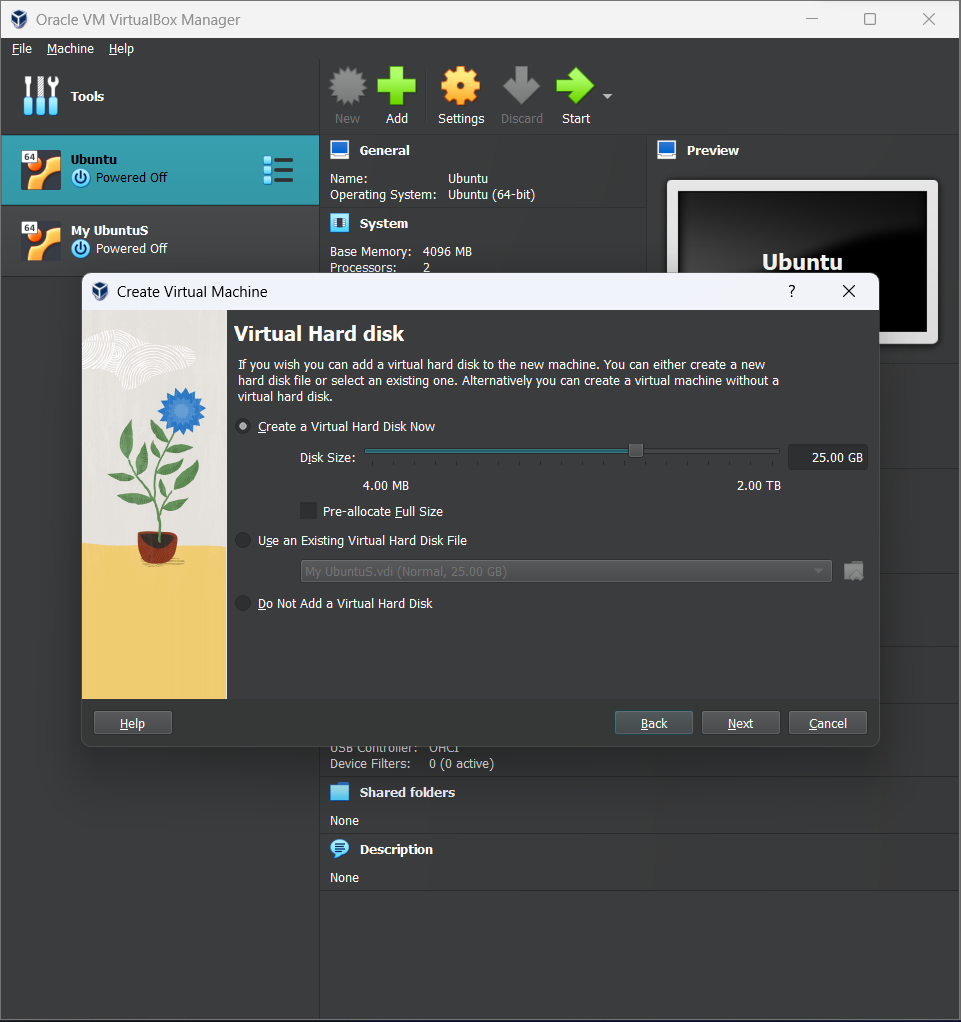 Oracle VM VirtualBox Manager
File Machine Help
Tools
New Add Settings Discard Start
64
Ubuntu
Powered Off
64
My UbuntuS
Powered Off
General
Name: Ubuntu
Operating System: Ubuntu (64-bit)
System
Base Memory: 4096 MB
Processors: 2
Preview
Ubuntu
Create Virtual Machine
?
Virtual Hard disk
If you wish you can add a virtual hard disk to the new machine. You can either create a new
hard disk file or select an existing one. Alternatively you can create a virtual machine without a
virtual hard disk.
Create a Virtual Hard Disk Now
Disk Size: 25.00 GB
4.00 MB 2.00 TB
Pre-allocate Full Size
Use an Existing Virtual Hard Disk File
My UbuntuS.vdi (Normal, 25.00 GB)
Do Not Add a Virtual Hard Disk
Help Back Next Cancel
USB Controller: OHCI
Device Filters: 0 (0 active)
Shared folders
None
Description
None